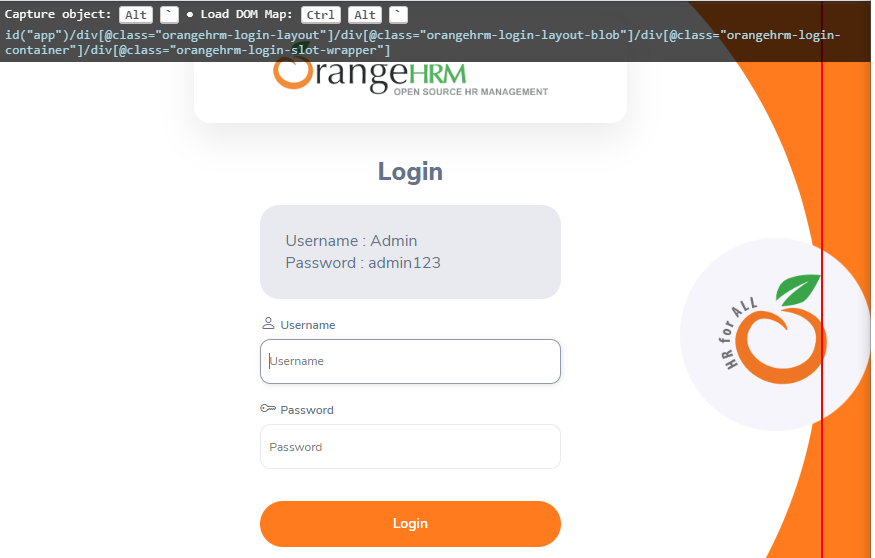 Capture object: Alt ` ● Load DOM Map: Ctrl Alt `
id("app")/div[@class="orangehrm-login-layout"]/div[@class="orangehrm-login-layout-blob"]/div[@class="orangehrm-login-
container"]/div[@class="orangehrm-login-slot-wrapper"]
OrangeHRM
OPEN SOURCE HR MANAGEMENT
Login
Username : Admin
Password : admin123
Username
Username
Password
Password
Login
HR for ALL